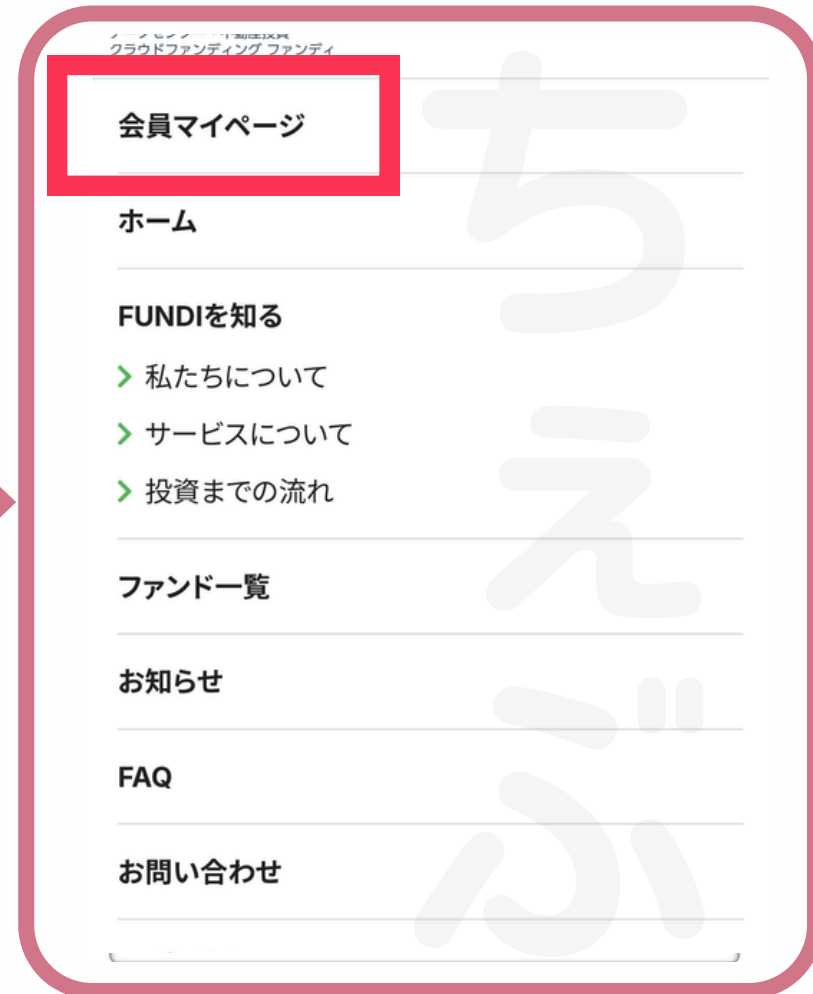 クラウドファンディング ファンディ
会員マイページ
ホーム
FUNDIを知る
私たちについて
サービスについて
投資までの流れ
ファンド一覧
お知らせ
FAQ
お問い合わせ
ちぇぶ